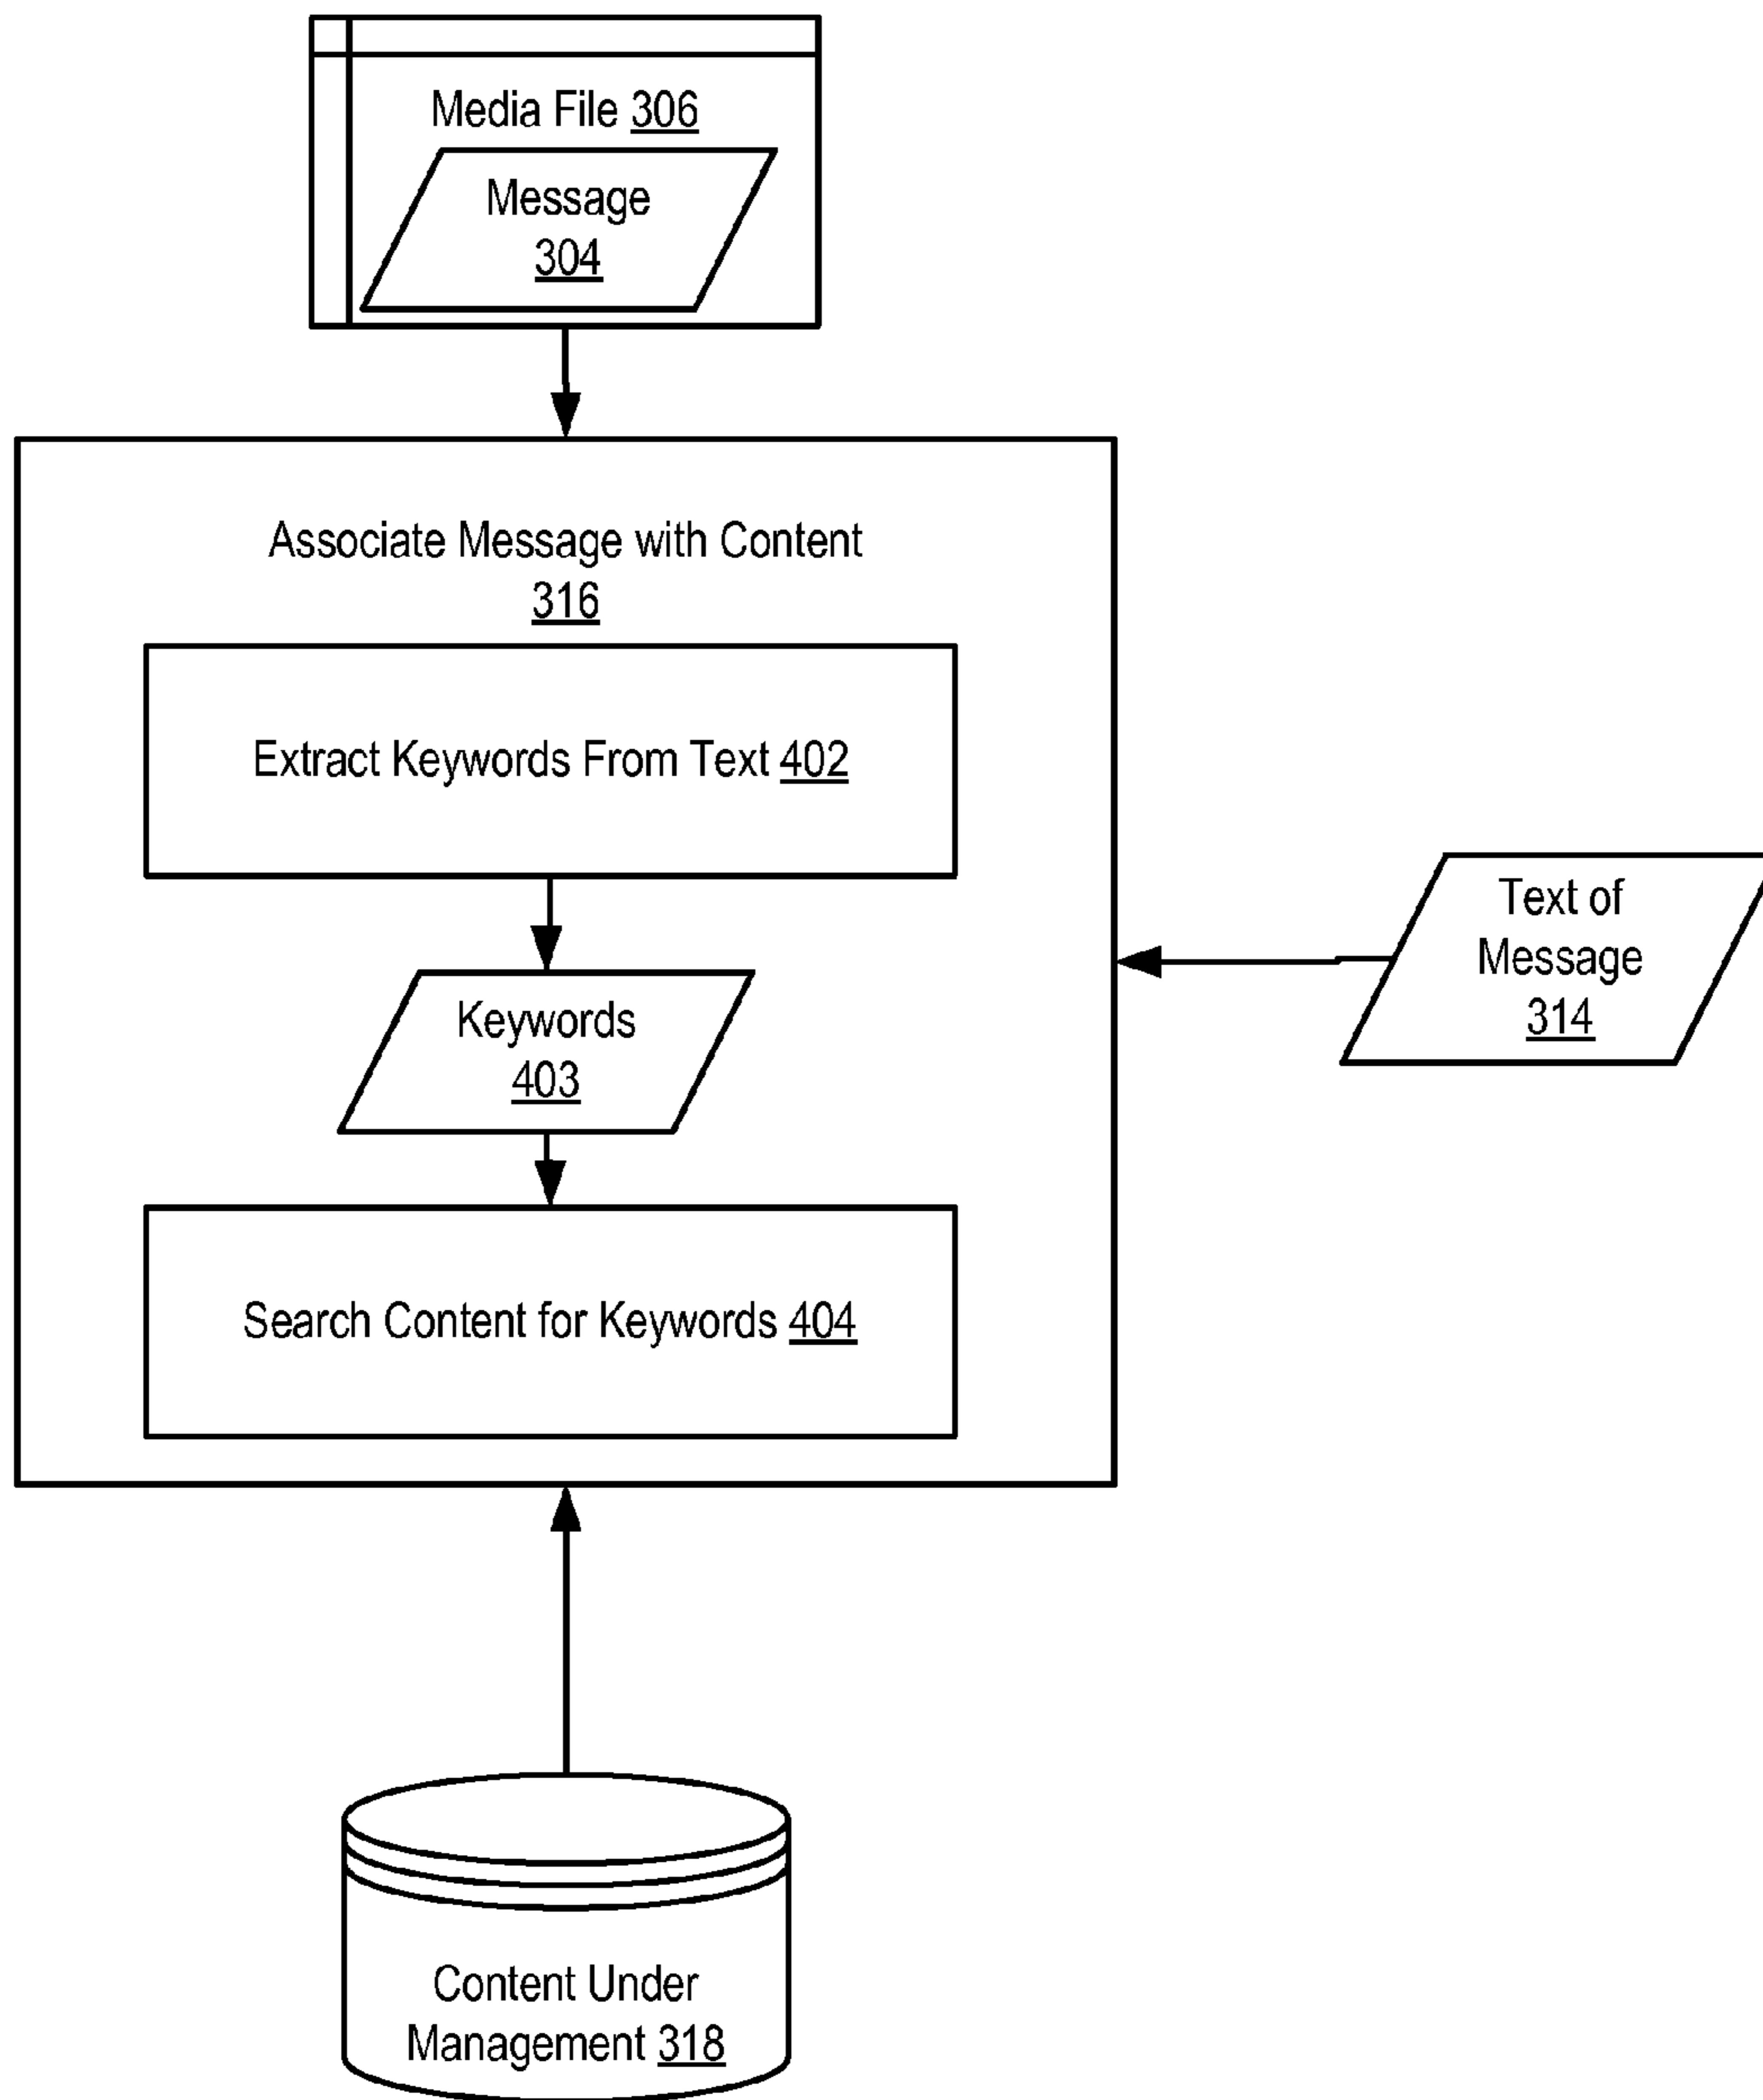 Media File 306
Message
304
Associate Message with Content
316
Extract Keywords From Text 402
Keywords
403
Search Content for Keywords 404
Text of
Message
314
Content Under
Management 318